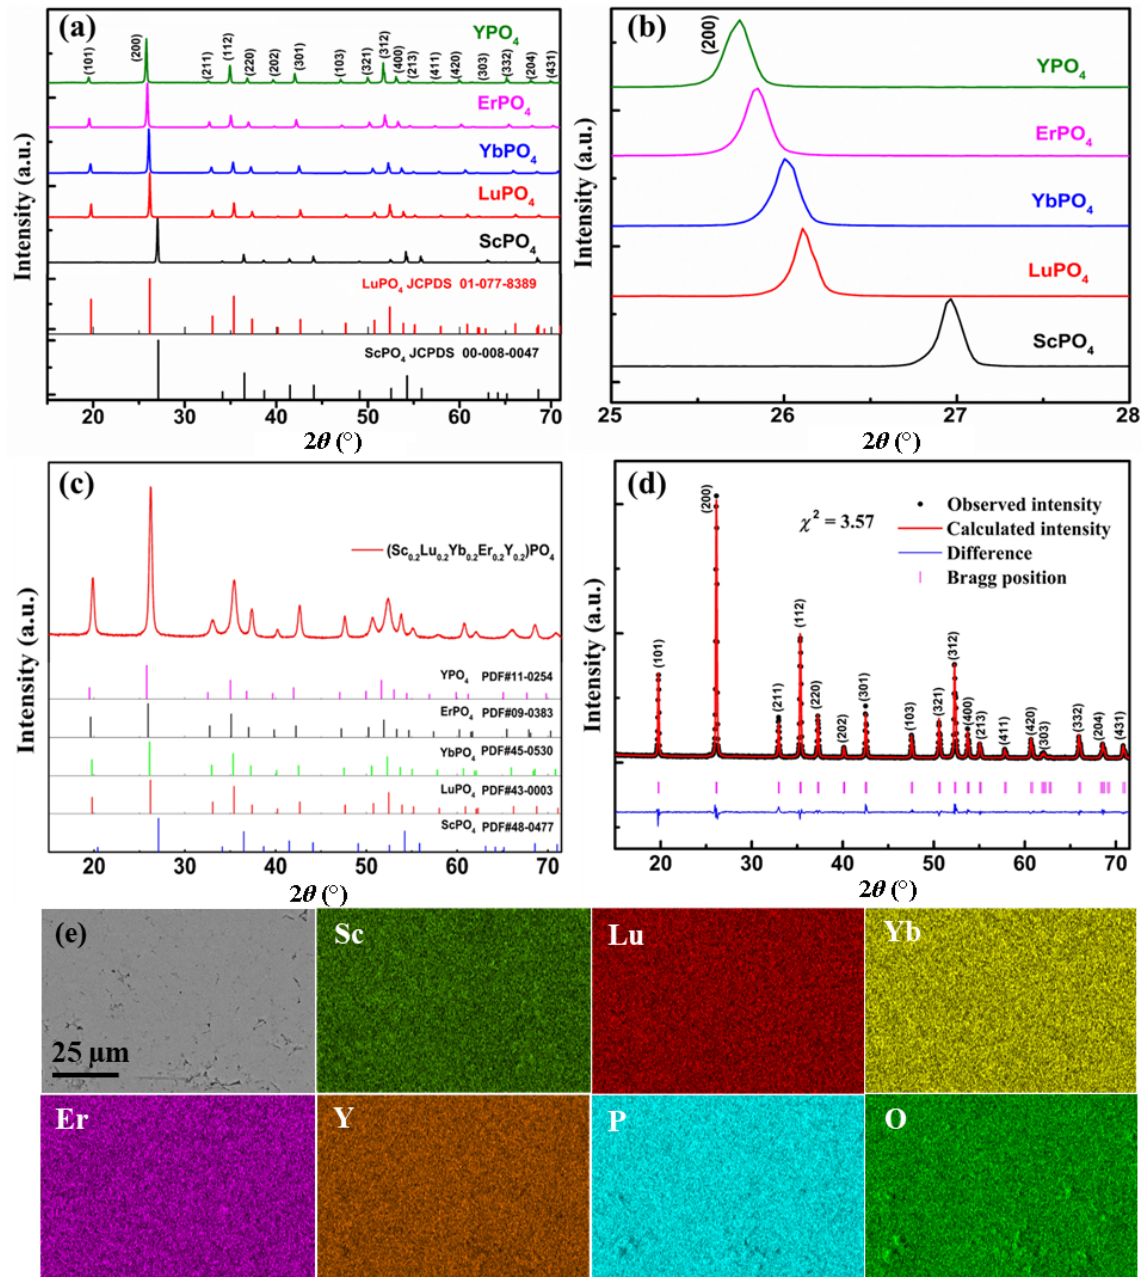 (a)
YPO4
(101) (200) (211) (112) (220) (202) (301) (103) (321) (312) (400) (213) (411) (420) (303) (332) (204) (431)
ErPO4
YbPO4
LuPO4
ScPO4
LuPO4 JCPDS 01-077-8389
ScPO4 JCPDS 00-008-0047
Intensity (a.u.)
20 30 40 50 60 70
2θ (°)
(b)
(200)
YPO4
ErPO4
YbPO4
LuPO4
ScPO4
Intensity (a.u.)
25 26 27 28
2θ (°)
(c)
(Sc0.2Lu0.2Yb0.2Er0.2Y0.2)PO4
YPO4 PDF#11-0254
ErPO4 PDF#09-0383
YbPO4 PDF#45-0530
LuPO4 PDF#43-0003
ScPO4 PDF#48-0477
Intensity (a.u.)
20 30 40 50 60 70
2θ (°)
(d)
χ² = 3.57
Observed intensity
Calculated intensity
Difference
Bragg position
(101) (200) (211) (112) (220) (202) (301) (103) (321) (312) (400) (213) (411) (420) (303) (332) (204) (431)
Intensity (a.u.)
20 30 40 50 60 70
2θ (°)
(e)
25 μm
Sc
Lu
Yb
Er
Y
P
O